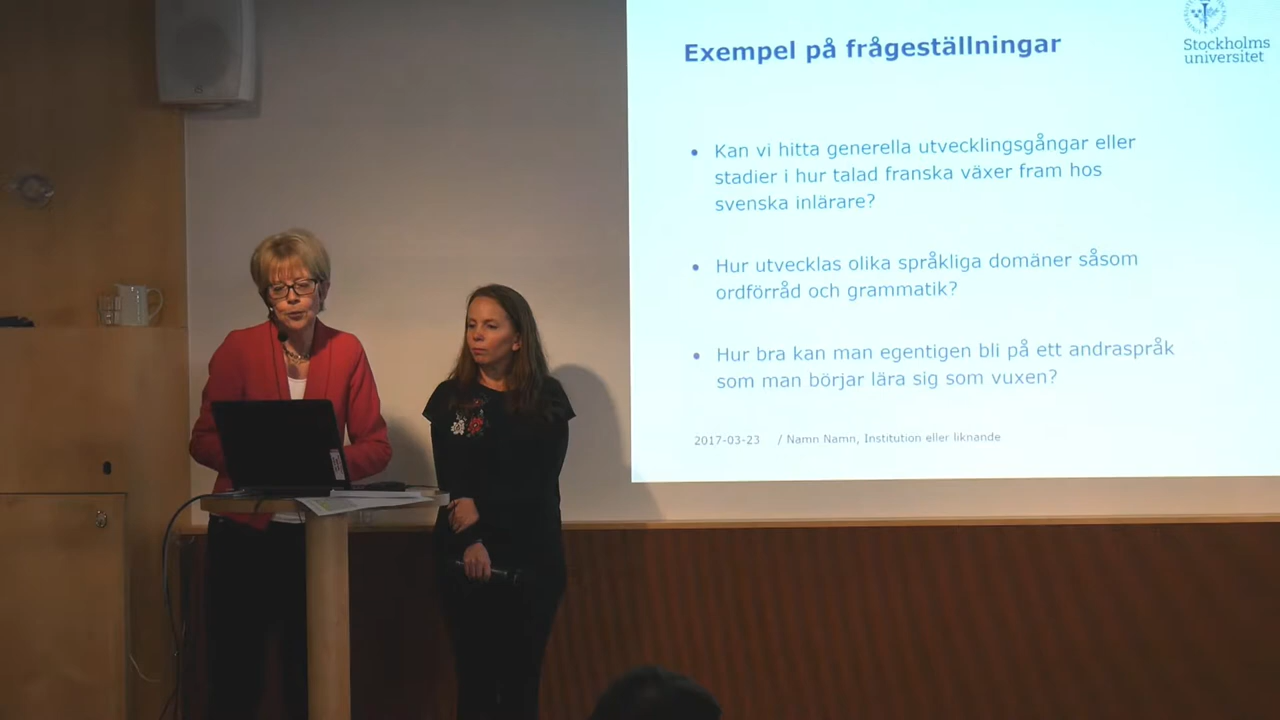 Exempel på frågeställningar
Stockholms
universitet
• Kan vi hitta generella utvecklingsgångar eller
stadier i hur talad franska växer fram hos
svenska inlärare?
• Hur utvecklas olika språkliga domäner såsom
ordförråd och grammatik?
• Hur bra kan man egentigen bli på ett andraspråk
som man börjar lära sig som vuxen?
2017-03-23 / Namn Namn, Institution eller liknande